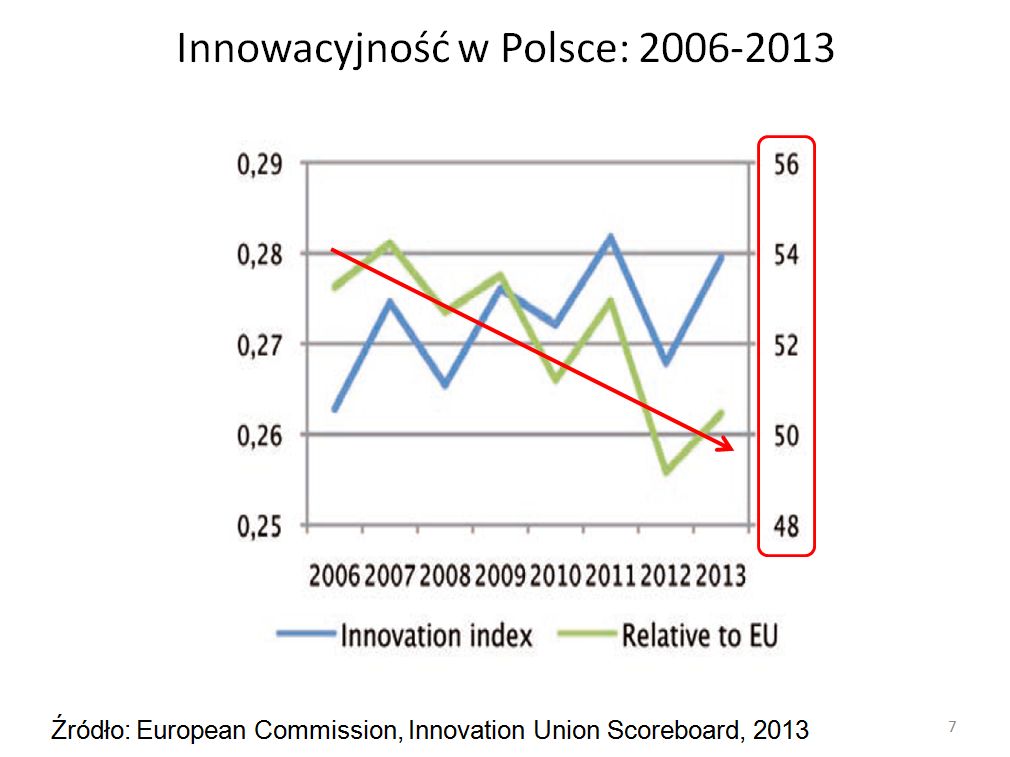 Innowacyjność w Polsce: 2006-2013
0,29 56
0,28 54
0,27 52
0,26 50
0,25 48
2006 2007 2008 2009 2010 2011 2012 2013
Innovation index Relative to EU
Źródło: European Commission, Innovation Union Scoreboard, 2013
7